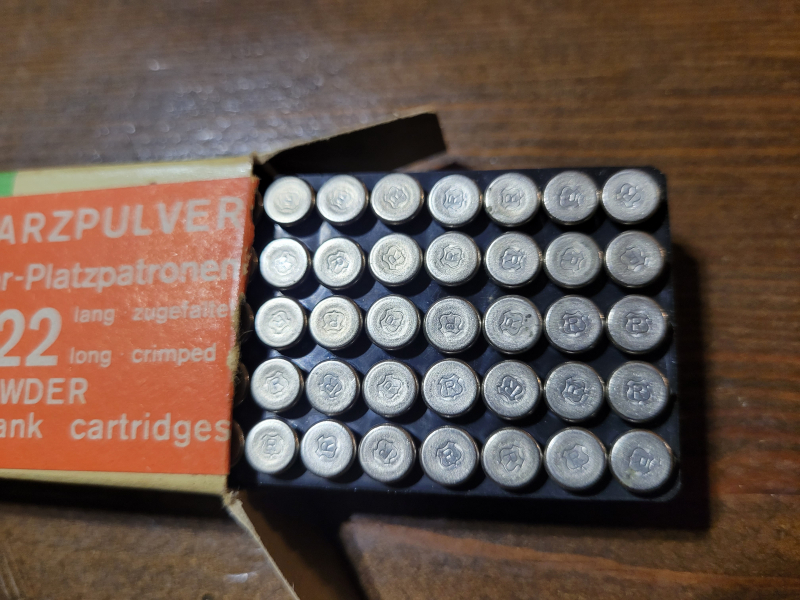 ARZPULVER
r-Platzpatronen
22 lang zugefaltet
long crimped
WDER
ank cartridges